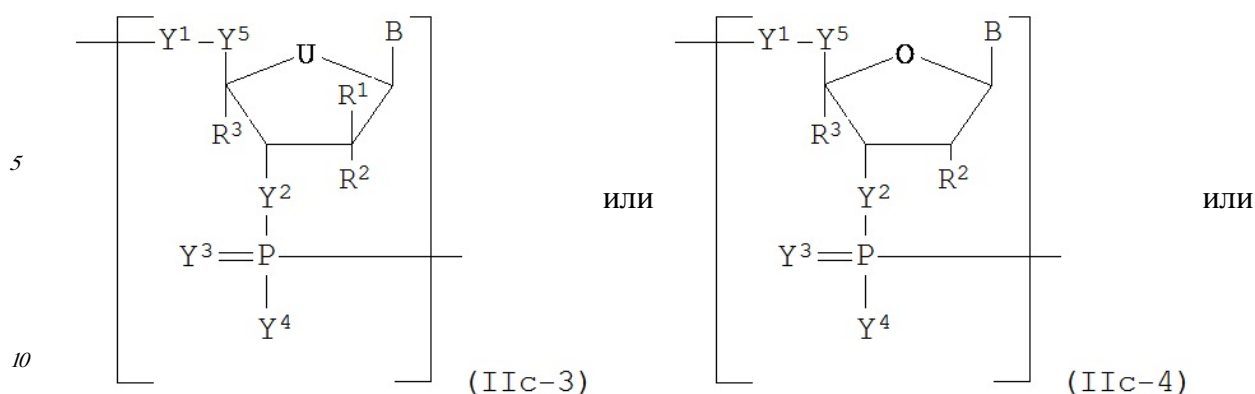 Y¹ Y⁵ U B Y¹ Y⁵ O B
R¹
R³ R³
5
R² R²
Y² или Y² или
Y³ P Y³ P
Y⁴ Y⁴
10
(IIc-3) (IIc-4)